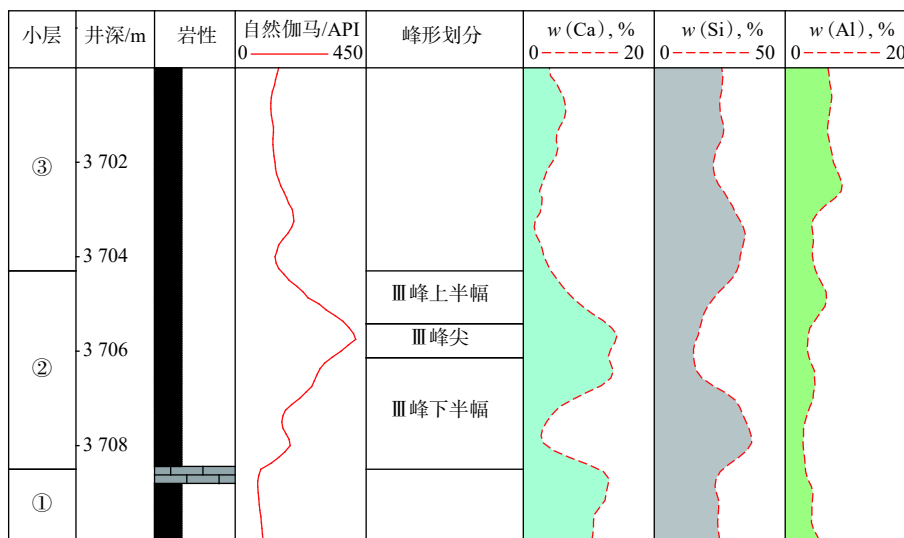 小层 井深/m 岩性 自然伽马/API 峰形划分 w(Ca), % w(Si), % w(Al), %
0 450 0 20 0 50 0 20
③ 3 702
3 704
Ⅲ峰上半幅
Ⅲ峰尖
② 3 706
Ⅲ峰下半幅
3 708
①